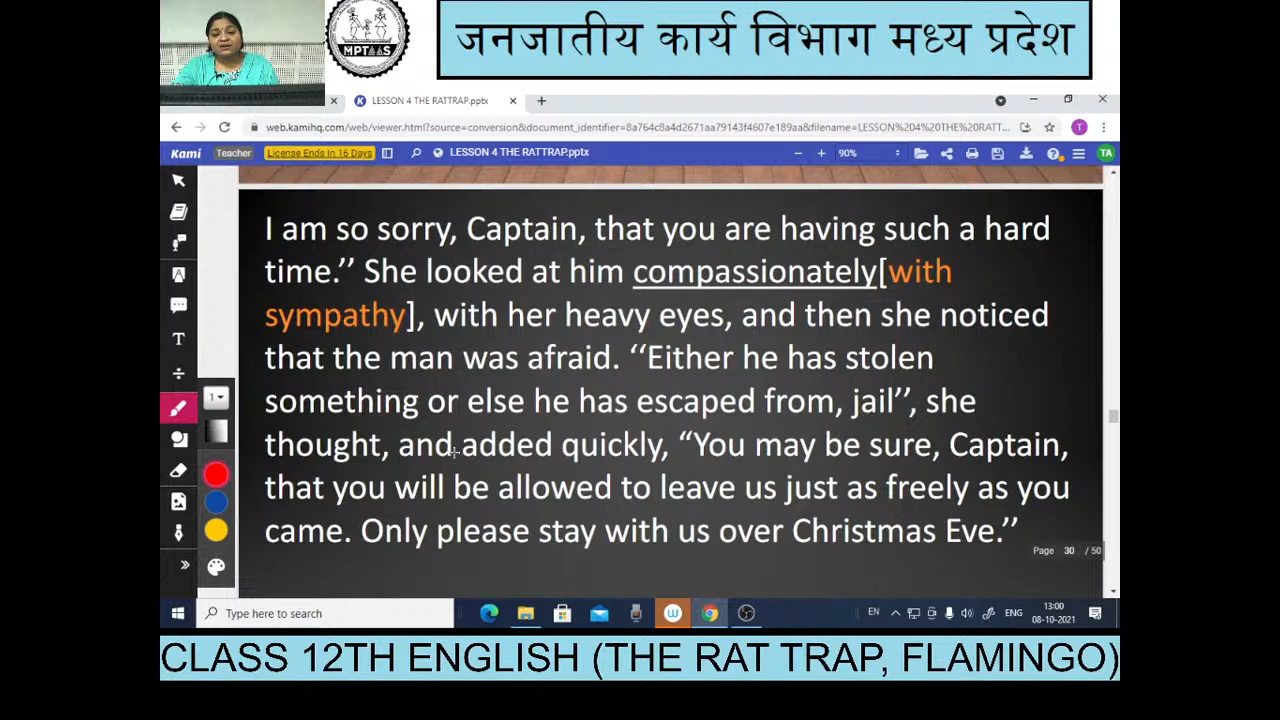 जनजातीय कार्य विभाग मध्य प्रदेश
MPTAAS
LESSON 4 THE RATTRAP.pptx
web.kamihq.com/web/viewer.html?source=conversion&document_identifier=8a764c8a4d2671aa79143f4607e189aa&filename=LESSON%204%20THE%20RATT...
T
Kami Teacher License Ends In 16 Days LESSON 4 THE RATTRAP.pptx 90% TA
I am so sorry, Captain, that you are having such a hard
time.’’ She looked at him compassionately[with
sympathy], with her heavy eyes, and then she noticed
that the man was afraid. ‘‘Either he has stolen
something or else he has escaped from, jail’’, she
thought, and added quickly, “You may be sure, Captain,
that you will be allowed to leave us just as freely as you
came. Only please stay with us over Christmas Eve.’’
1
Page 30 / 50
Type here to search
EN
ENG
13:00
08-10-2021
CLASS 12TH ENGLISH (THE RAT TRAP, FLAMINGO)